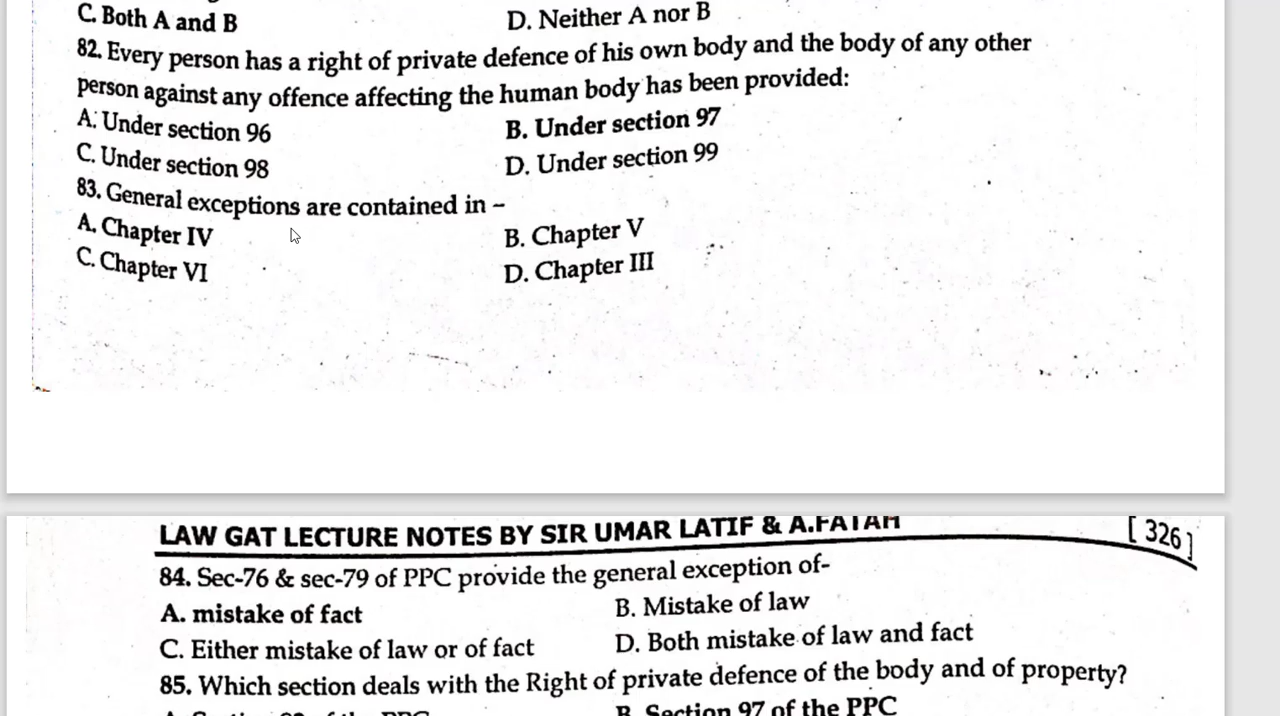 C. Both A and B
D. Neither A nor B
82. Every person has a right of private defence of his own body and the body of any other
person against any offence affecting the human body has been provided:
A. Under section 96
B. Under section 97
C. Under section 98
D. Under section 99
83. General exceptions are contained in –
A. Chapter IV
B. Chapter V
C. Chapter VI
D. Chapter III
LAW GAT LECTURE NOTES BY SIR UMAR LATIF & A.FATAH
[ 326 ]
84. Sec-76 & sec-79 of PPC provide the general exception of-
A. mistake of fact
B. Mistake of law
C. Either mistake of law or of fact
D. Both mistake of law and fact
85. Which section deals with the Right of private defence of the body and of property?
B. Section 97 of the PPC